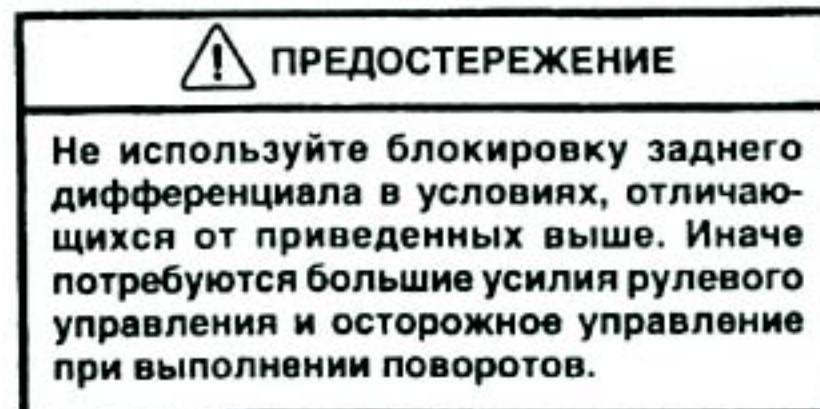 ПРЕДОСТЕРЕЖЕНИЕ
Не используйте блокировку заднего
дифференциала в условиях, отличаю-
щихся от приведенных выше. Иначе
потребуются большие усилия рулевого
управления и осторожное управление
при выполнении поворотов.